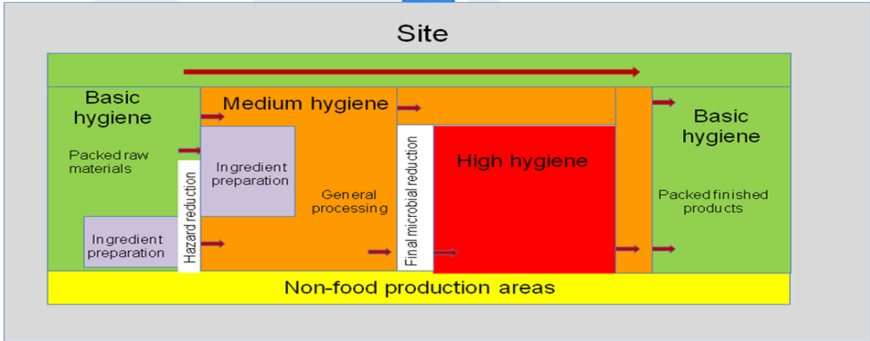 Site
Basic
hygiene
Packed raw
materials
Ingredient
preparation
Hazard reduction
Medium hygiene
Ingredient
preparation
General
processing
Final microbial reduction
High hygiene
Basic
hygiene
Packed finished
products
Non-food production areas